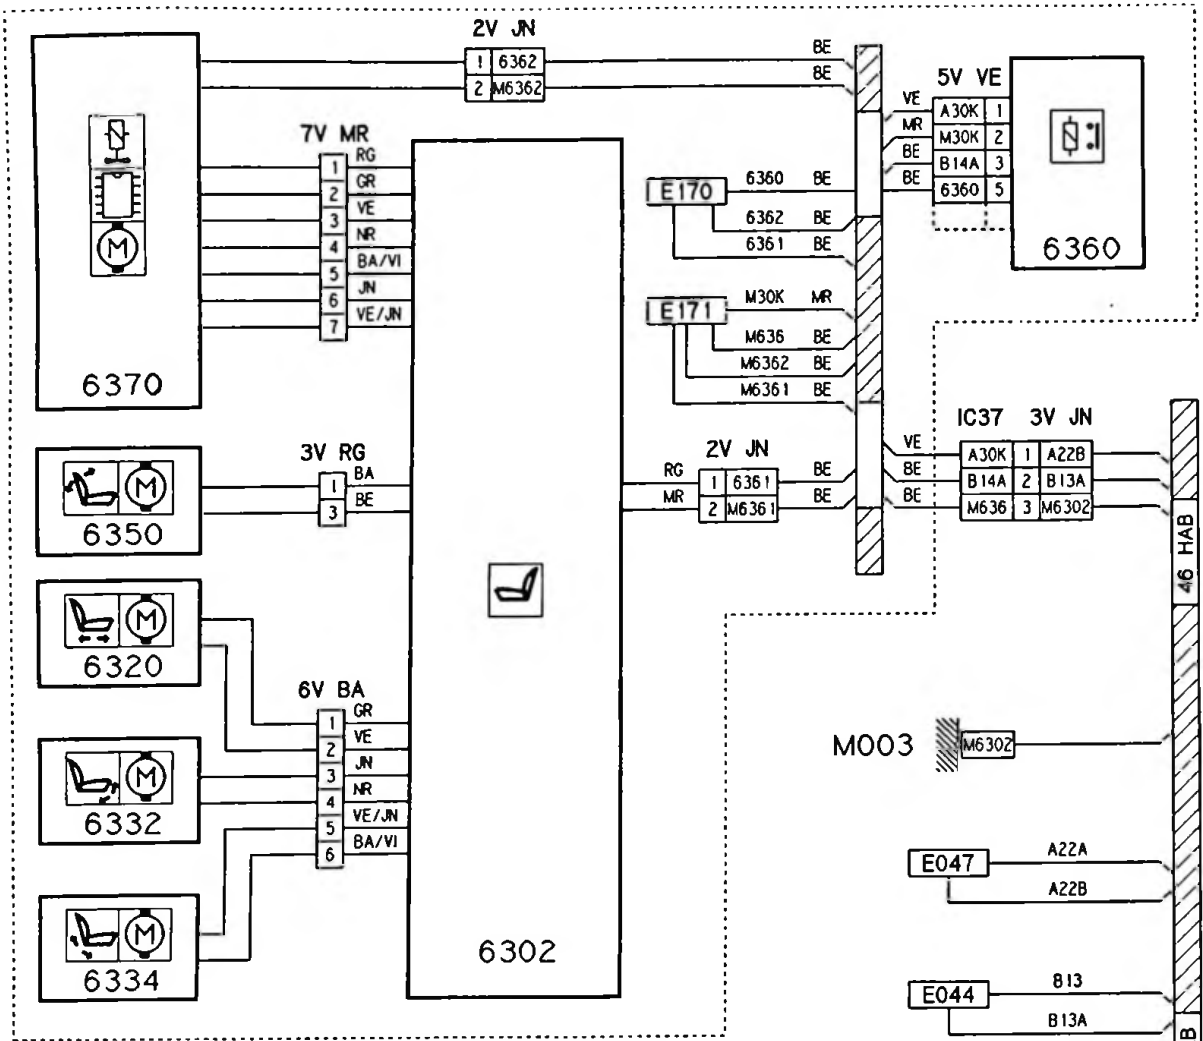 2V JN
1 6362 BE
2 M6362 BE
5V VE
VE A30K 1
MR M30K 2
BE B14A 3
BE 6360 5
6360
7V MR
1 RG
2 GR
3 VE
4 NR
5 BA/VI
6 JN
7 VE/JN
M
6370
E170
6360 BE
6362 BE
6361 BE
E171
M30K MR
M636 BE
M6362 BE
M6361 BE
3V RG
1 BA
3 BE
M
6350
2V JN
RG 1 6361 BE
MR 2 M6361 BE
IC37 3V JN
VE A30K 1 A22B
BE B14A 2 B13A
BE M636 3 M6302
46 HAB
M
6320
6V BA
1 GR
2 VE
3 JN
4 NR
5 VE/JN
6 BA/VI
M
6332
M
6334
6302
M003 M6302
E047
A22A
A22B
E044
B13
B13A
B